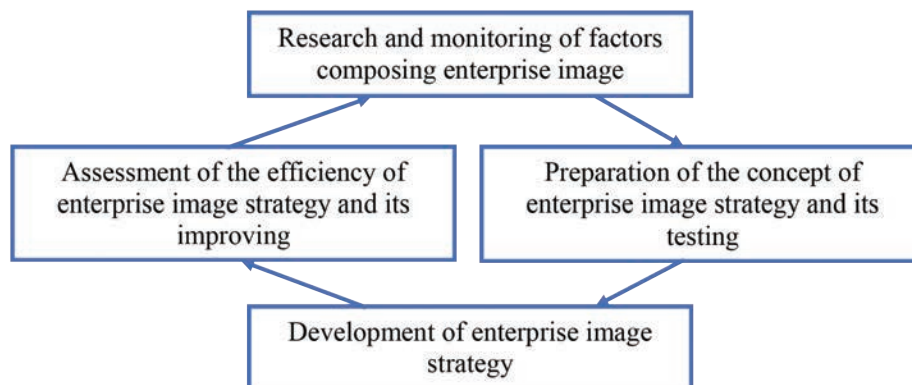 Research and monitoring of factors
composing enterprise image
Assessment of the efficiency of
enterprise image strategy and its
improving
Preparation of the concept of
enterprise image strategy and its
testing
Development of enterprise image
strategy